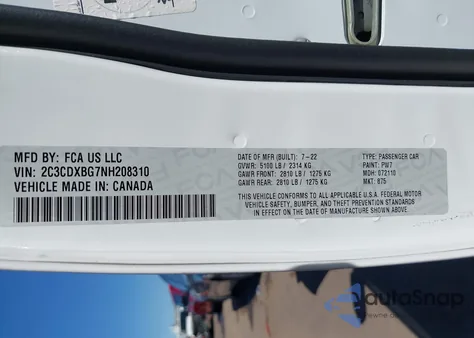 MFD BY: FCA US LLC
VIN: 2C3CDXBG7NH208310
VEHICLE MADE IN: CANADA
DATE OF MFR (BUILT): 7-22
GVWR: 5100 LB / 2314 KG
GAWR FRONT: 2810 LB / 1275 KG
GAWR REAR: 2810 LB / 1275 KG
TYPE: PASSENGER CAR
PAINT: PW7
MDH: 072110
MKT: 875
THIS VEHICLE CONFORMS TO ALL APPLICABLE U.S.A. FEDERAL MOTOR
VEHICLE SAFETY, BUMPER, AND THEFT PREVENTION STANDARDS
IN EFFECT ON THE DATE OF MANUFACTURE SHOWN ABOVE.
autoSnap